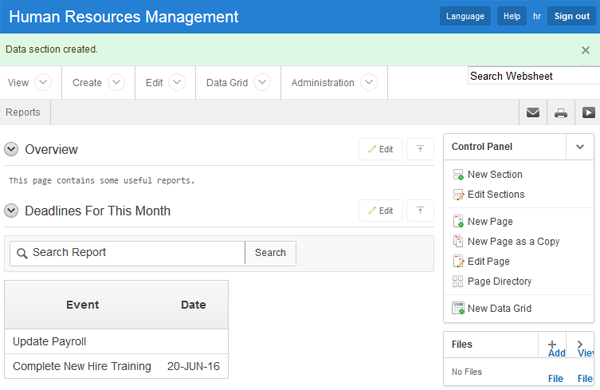 Human Resources Management
Language Help hr Sign out
Data section created.
View Create Edit Data Grid Administration
Search Websheet
Reports
Overview
Edit
This page contains some useful reports.
Deadlines For This Month
Edit
Search Report Search
Event Date
Update Payroll
Complete New Hire Training 20-JUN-16
Control Panel
New Section
Edit Sections
New Page
New Page as a Copy
Edit Page
Page Directory
New Data Grid
Files
Add View
No Files
File File